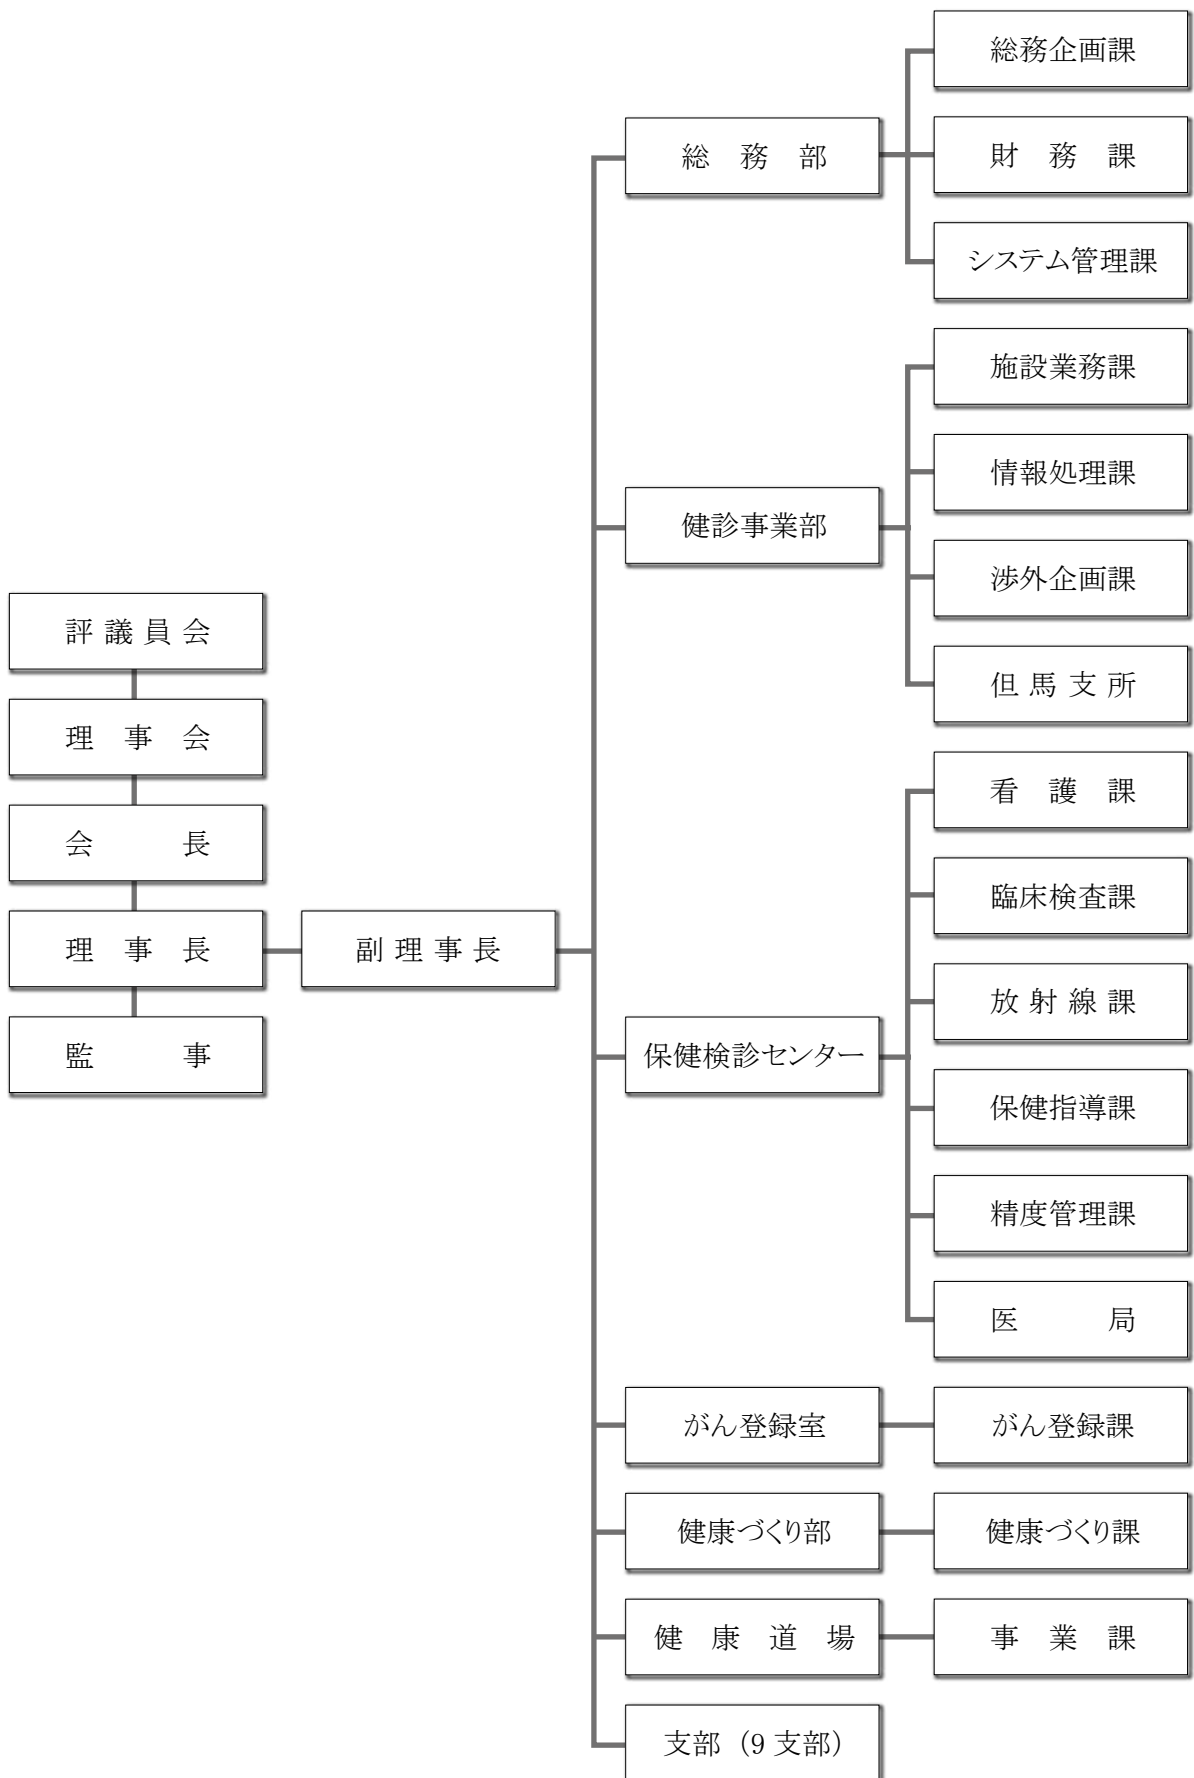 評議員会
理事会
会長
理事長
監事
副理事長
総務部
総務企画課
財務課
システム管理課
健診事業部
施設業務課
情報処理課
渉外企画課
但馬支所
保健検診センター
看護課
臨床検査課
放射線課
保健指導課
精度管理課
医局
がん登録室
がん登録課
健康づくり部
健康づくり課
健康道場
事業課
支部（9 支部）